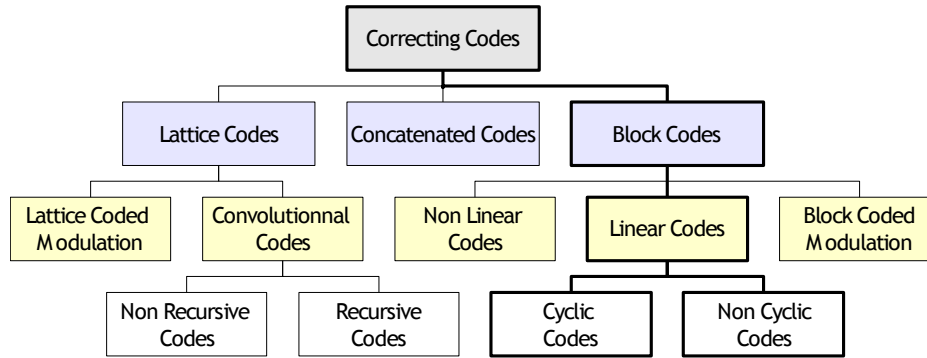 Correcting Codes
Lattice Codes
Concatenated Codes
Block Codes
Lattice Coded
Modulation
Convolutionnal
Codes
Non Linear
Codes
Linear Codes
Block Coded
Modulation
Non Recursive
Codes
Recursive
Codes
Cyclic
Codes
Non Cyclic
Codes